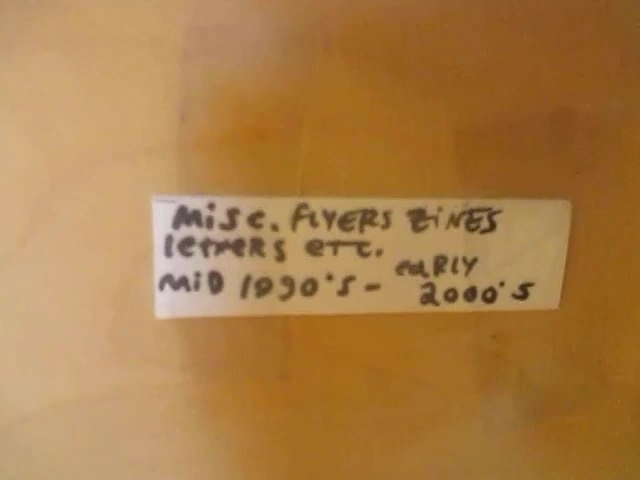 Misc. FLYERS ZiNES
letters etc.
MiD 1990's - eaRLY
2000's